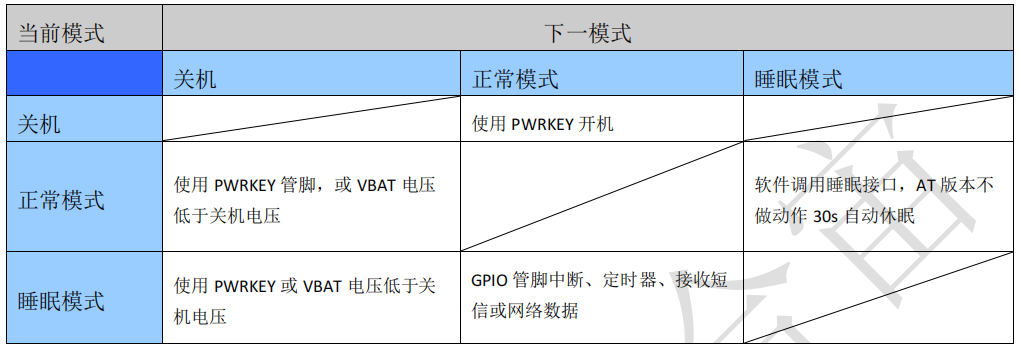 当前模式 下一模式
关机 正常模式 睡眠模式
关机 使用 PWRKEY 开机
正常模式
使用 PWRKEY 管脚，或 VBAT 电压
低于关机电压
软件调用睡眠接口，AT 版本不
做动作 30s 自动休眠
睡眠模式
使用 PWRKEY 或 VBAT 电压低于关
机电压
GPIO 管脚中断、定时器、接收短
信或网络数据